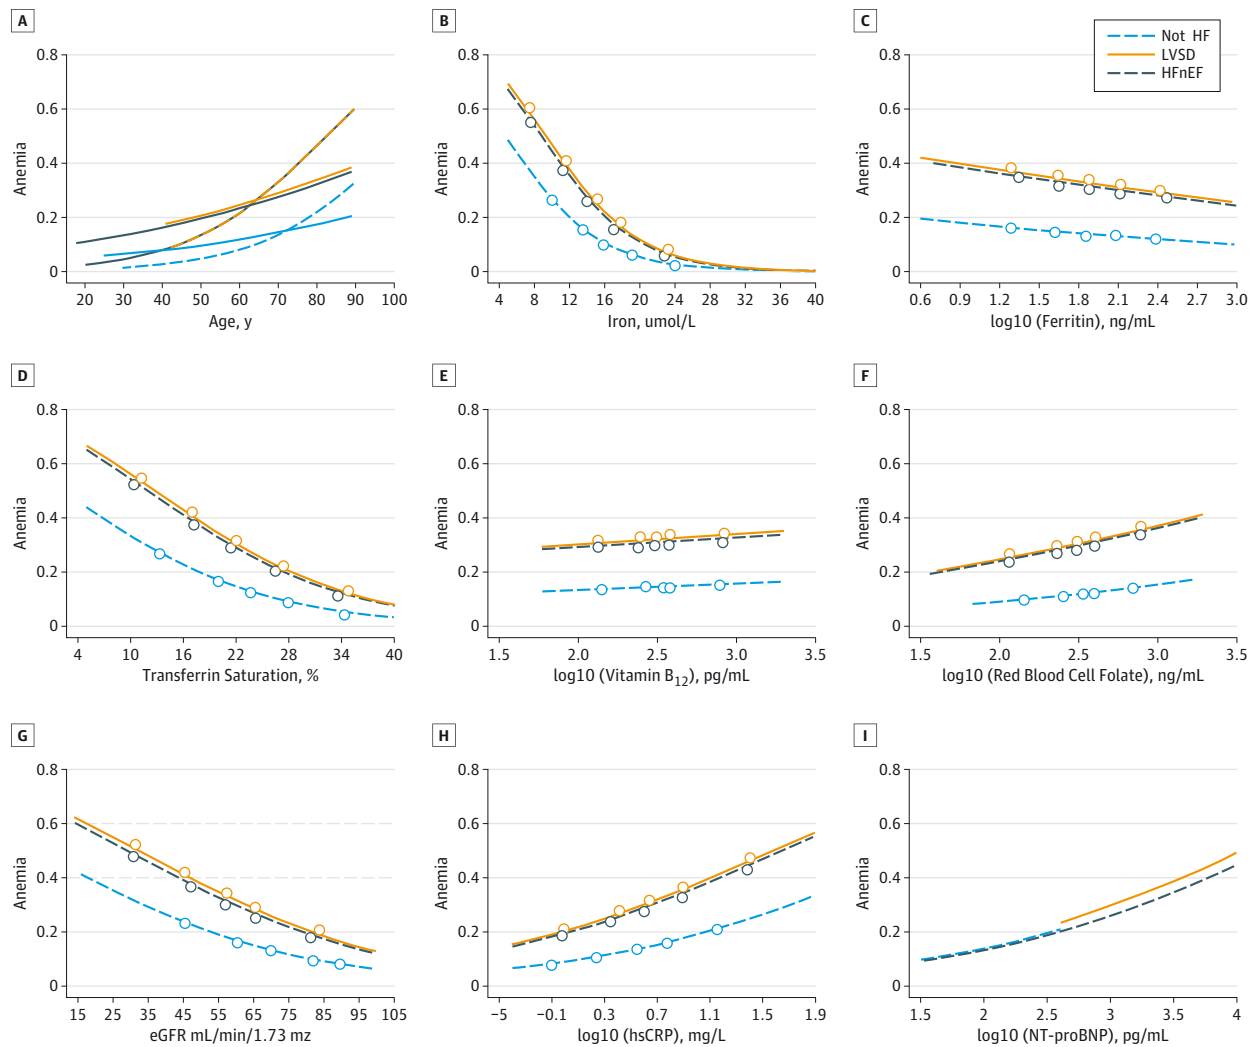 A
Anemia
0.8
0.6
0.4
0.2
0
20 30 40 50 60 70 80 90 100
Age, y
B
Anemia
0.8
0.6
0.4
0.2
0
4 8 12 13 16 20 24 28 32 36 40
Iron, umol/L
C
Not HF
LVSD
HFnEF
Anemia
0.8
0.6
0.4
0.2
0
0.6 0.9 1.2 1.5 1.8 2.1 2.4 2.7 3.0
log10 (Ferritin), ng/mL
D
Anemia
0.8
0.6
0.4
0.2
0
4 10 16 22 28 34 40
Transferrin Saturation, %
E
Anemia
0.8
0.6
0.4
0.2
0
1.5 2.0 2.5 3.0 3.5
log10 (Vitamin B12), pg/mL
F
Anemia
0.8
0.6
0.4
0.2
0
1.5 2.0 2.5 3.0 3.5
log10 (Red Blood Cell Folate), ng/mL
G
Anemia
0.8
0.6
0.4
0.2
0
15 25 35 45 55 65 75 85 95 105
eGFR mL/min/1.73 mz
H
Anemia
0.8
0.6
0.4
0.2
0
−5 −0.1 0.3 0.7 1.1 1.5 1.9
log10 (hsCRP), mg/L
I
Anemia
0.8
0.6
0.4
0.2
0
1.5 2 2.5 3 3.5 4
log10 (NT-proBNP), pg/mL